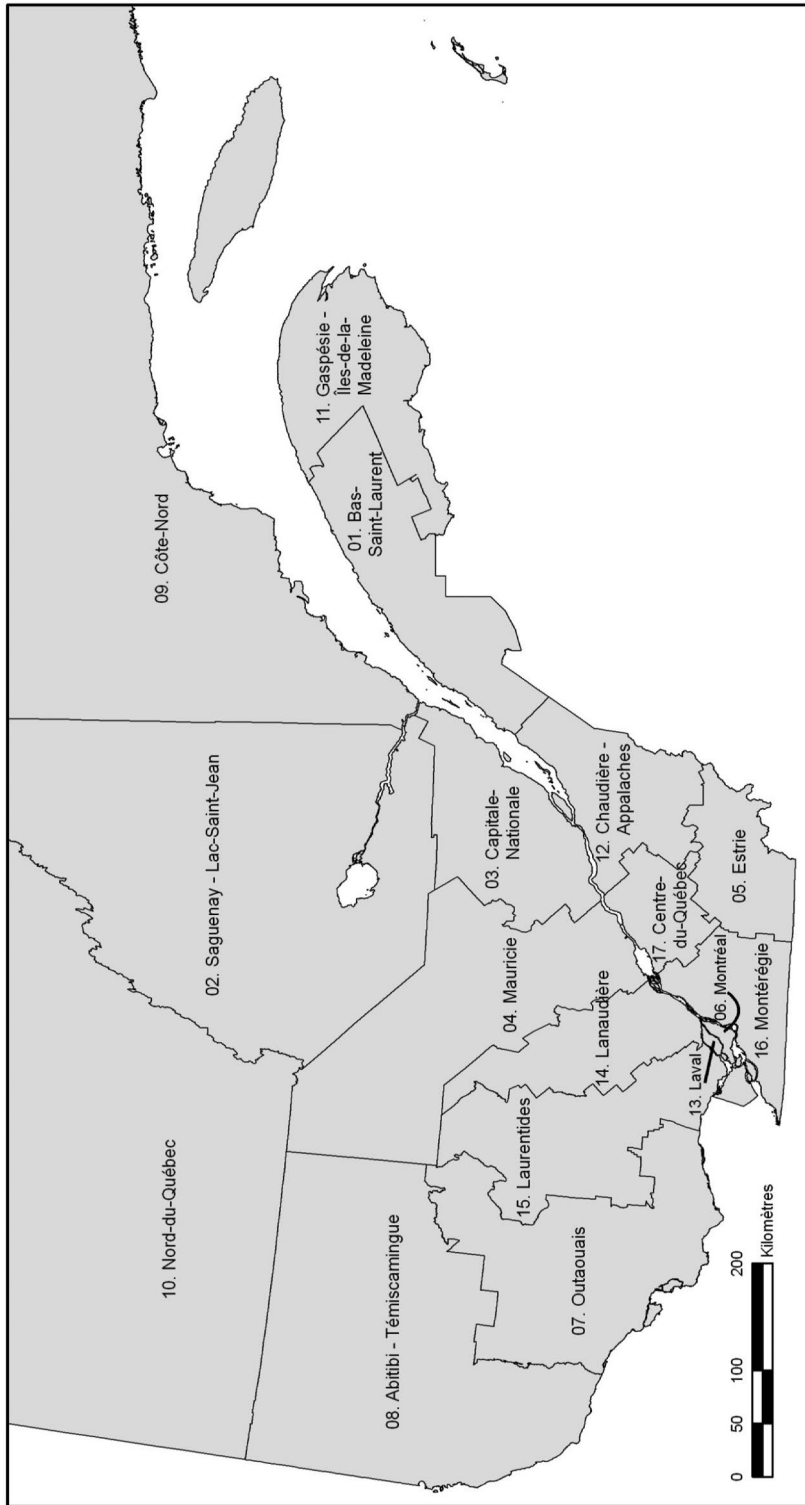 09. Côte-Nord
10. Nord-du-Québec
02. Saguenay - Lac-Saint-Jean
11. Gaspésie -
Îles-de-la-
Madeleine
01. Bas-
Saint-Laurent
08. Abitibi - Témiscamingue
03. Capitale-
Nationale
04. Mauricie
15. Laurentides
14. Lanaudière
12. Chaudière -
Appalaches
07. Outaouais
17. Centre-
du-Québec
13. Laval
06. Montréal
05. Estrie
16. Montérégie
0 50 100 200
Kilomètres